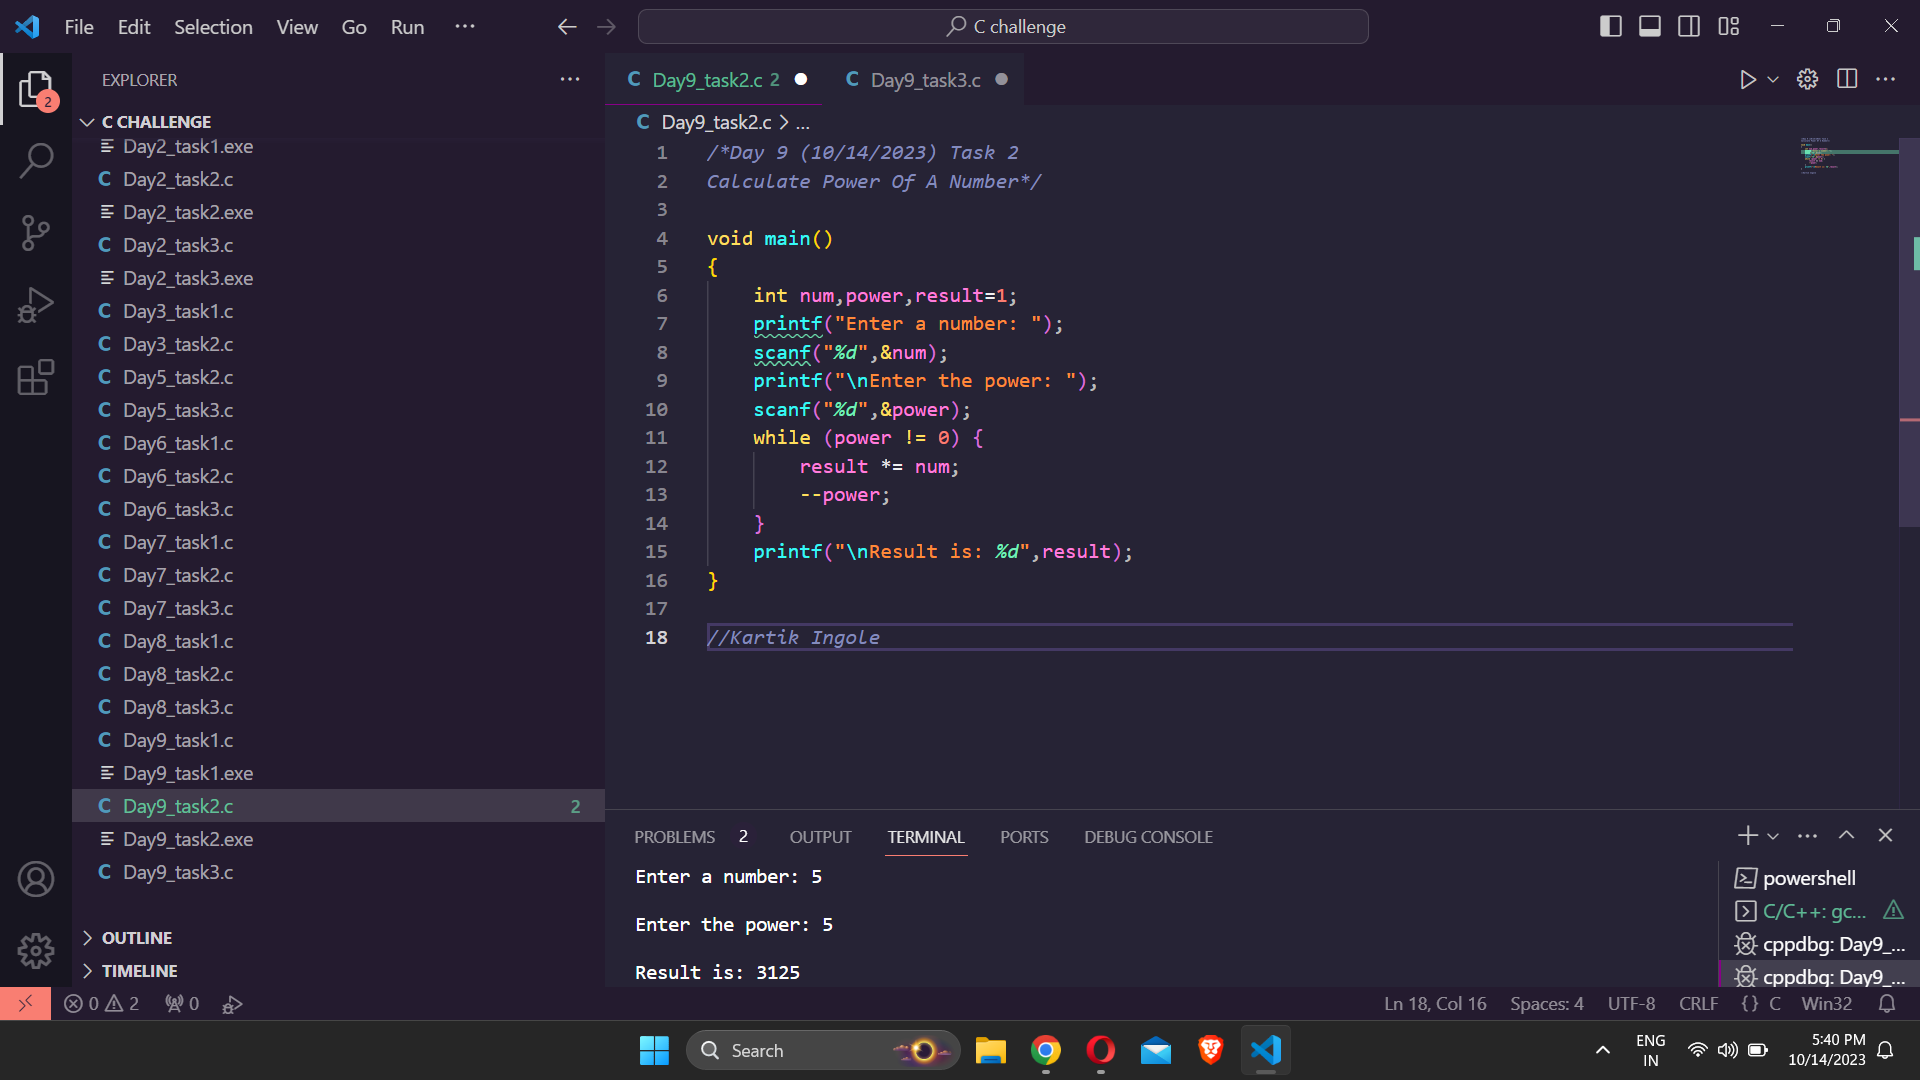 File Edit Selection View Go Run ···
C challenge
EXPLORER ···
2
C CHALLENGE
Day2_task1.exe
C Day2_task2.c
Day2_task2.exe
C Day2_task3.c
Day2_task3.exe
C Day3_task1.c
C Day3_task2.c
C Day5_task2.c
C Day5_task3.c
C Day6_task1.c
C Day6_task2.c
C Day6_task3.c
C Day7_task1.c
C Day7_task2.c
C Day7_task3.c
C Day8_task1.c
C Day8_task2.c
C Day8_task3.c
C Day9_task1.c
Day9_task1.exe
C Day9_task2.c 2
Day9_task2.exe
C Day9_task3.c
OUTLINE
TIMELINE
C Day9_task2.c 2 ● C Day9_task3.c ●
C Day9_task2.c > ...
1 /*Day 9 (10/14/2023) Task 2
2 Calculate Power Of A Number*/
3
4 void main()
5 {
6 int num,power,result=1;
7 printf("Enter a number: ");
8 scanf("%d",&num);
9 printf("\nEnter the power: ");
10 scanf("%d",&power);
11 while (power != 0) {
12 result *= num;
13 --power;
14 }
15 printf("\nResult is: %d",result);
16 }
17
18 //Kartik Ingole
PROBLEMS 2 OUTPUT TERMINAL PORTS DEBUG CONSOLE
Enter a number: 5
Enter the power: 5
Result is: 3125
powershell
C/C++: gc...
cppdbg: Day9_...
cppdbg: Day9_...
0 2 0
Ln 18, Col 16 Spaces: 4 UTF-8 CRLF {} C Win32
Search
ENG
IN
5:40 PM
10/14/2023